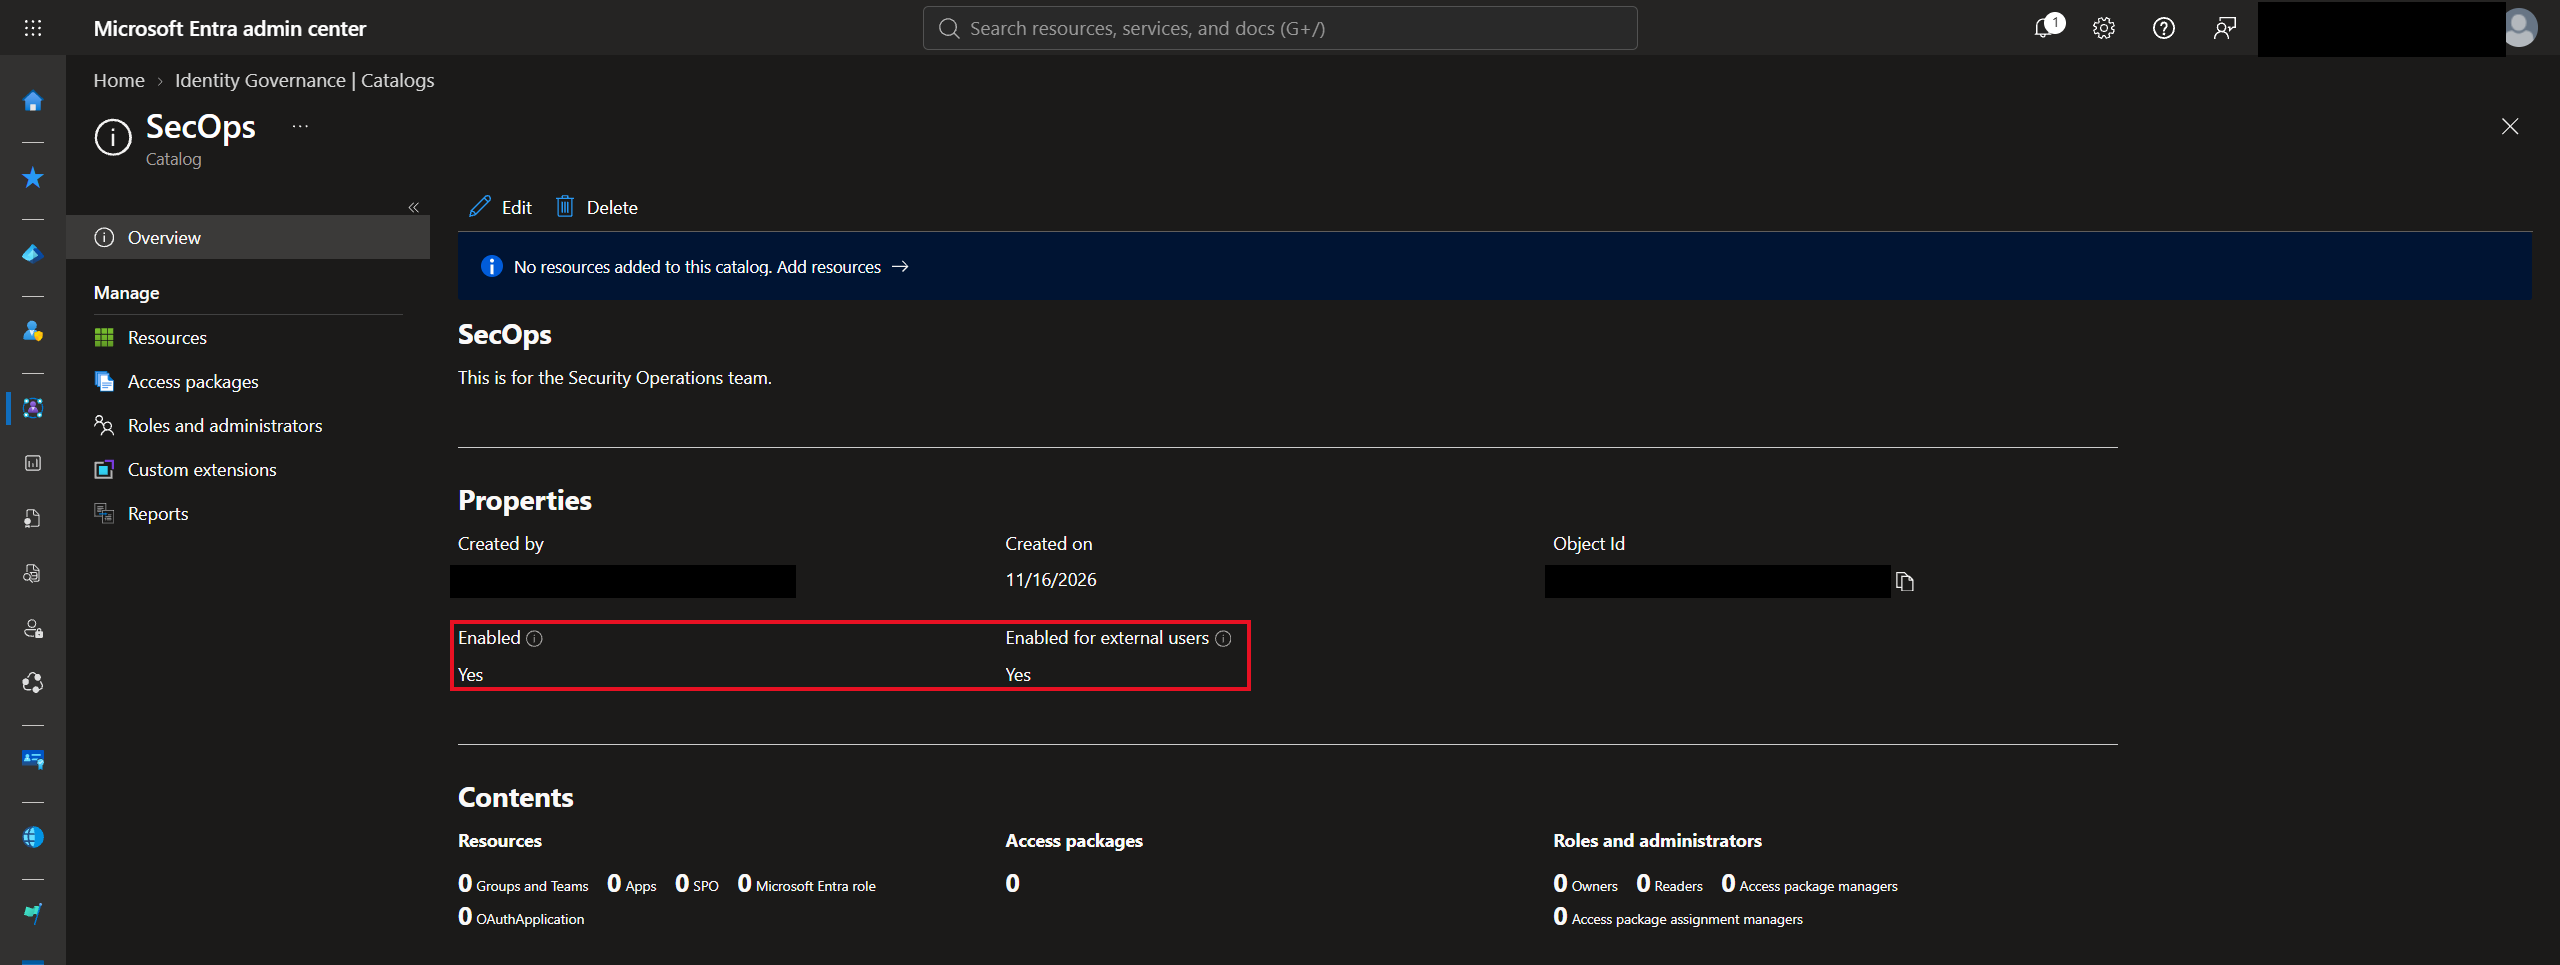 Microsoft Entra admin center
Search resources, services, and docs (G+/)
1
Home > Identity Governance | Catalogs
SecOps
...
Catalog
«
Overview
Manage
Resources
Access packages
Roles and administrators
Custom extensions
Reports
Edit
Delete
No resources added to this catalog. Add resources →
SecOps
This is for the Security Operations team.
Properties
Created by
Created on
11/16/2026
Object Id
Enabled
Yes
Enabled for external users
Yes
Contents
Resources
0 Groups and Teams 0 Apps 0 SPO 0 Microsoft Entra role
0 OAuthApplication
Access packages
0
Roles and administrators
0 Owners 0 Readers 0 Access package managers
0 Access package assignment managers